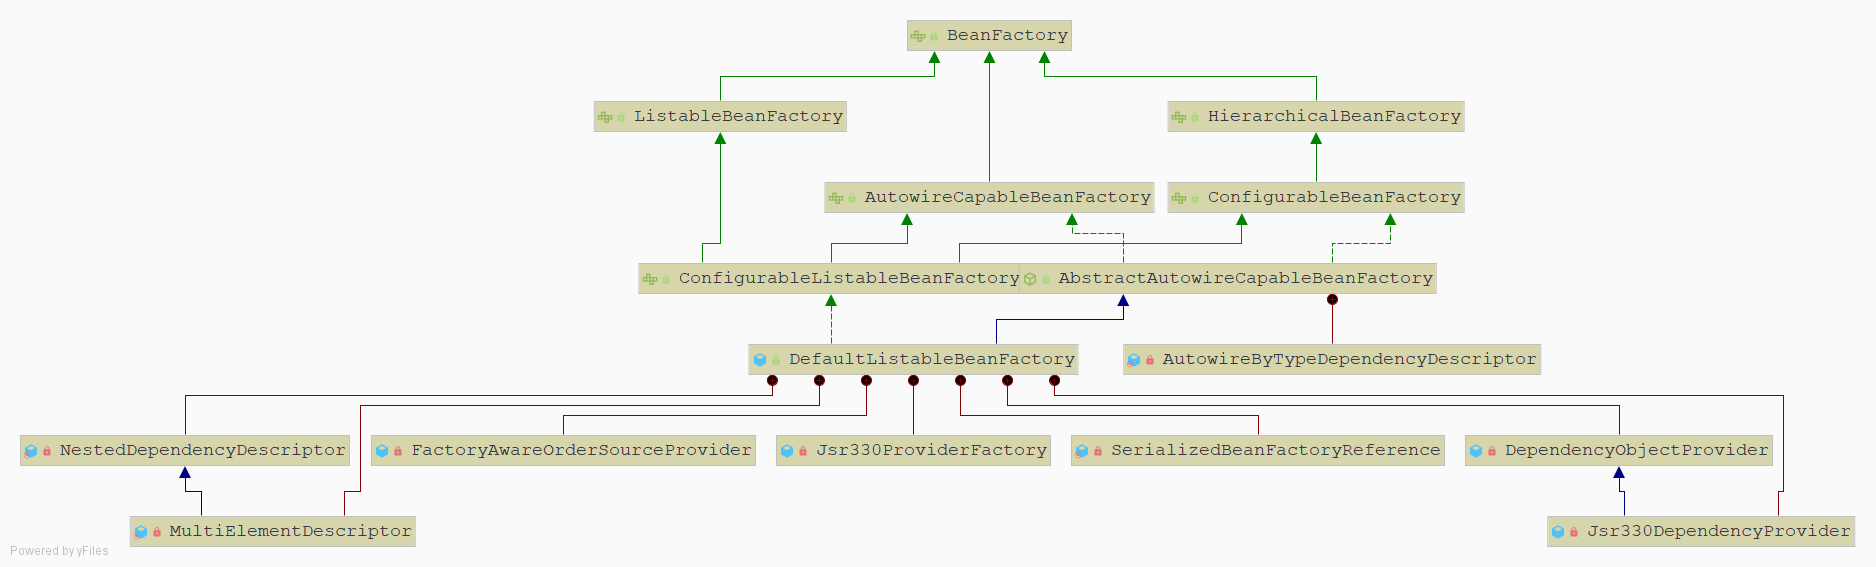 BeanFactory
ListableBeanFactory
HierarchicalBeanFactory
AutowireCapableBeanFactory
ConfigurableBeanFactory
ConfigurableListableBeanFactory
AbstractAutowireCapableBeanFactory
DefaultListableBeanFactory
AutowireByTypeDependencyDescriptor
NestedDependencyDescriptor
FactoryAwareOrderSourceProvider
Jsr330ProviderFactory
SerializedBeanFactoryReference
DependencyObjectProvider
MultiElementDescriptor
Jsr330DependencyProvider
Powered by yFiles